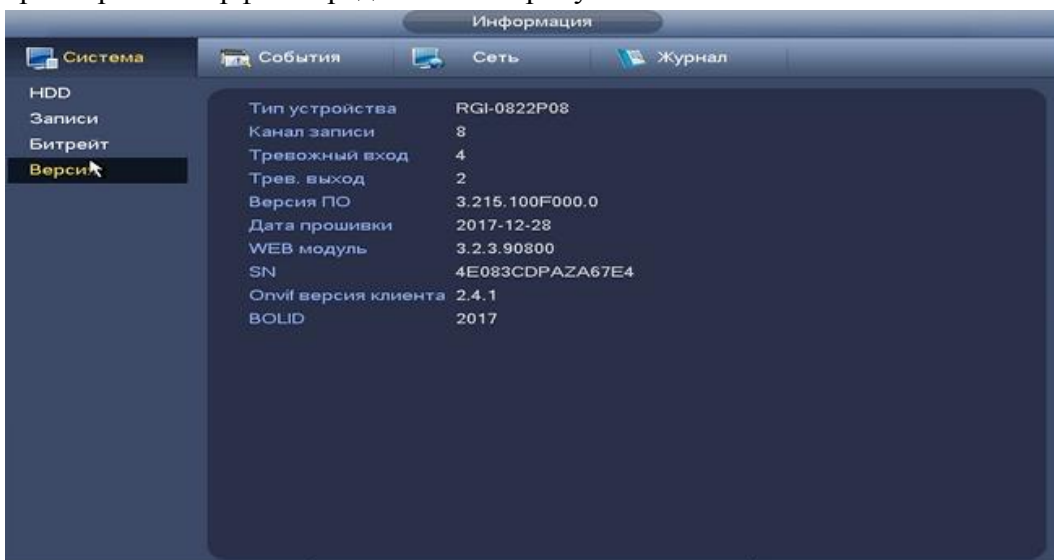 Информация
Система События Сеть Журнал
HDD
Записи
Битрейт
Версия
Тип устройства RGI-0822P08
Канал записи 8
Тревожный вход 4
Трев. выход 2
Версия ПО 3.215.100F000.0
Дата прошивки 2017-12-28
WEB модуль 3.2.3.90800
SN 4E083CDPAZA67E4
Onvif версия клиента 2.4.1
BOLID 2017